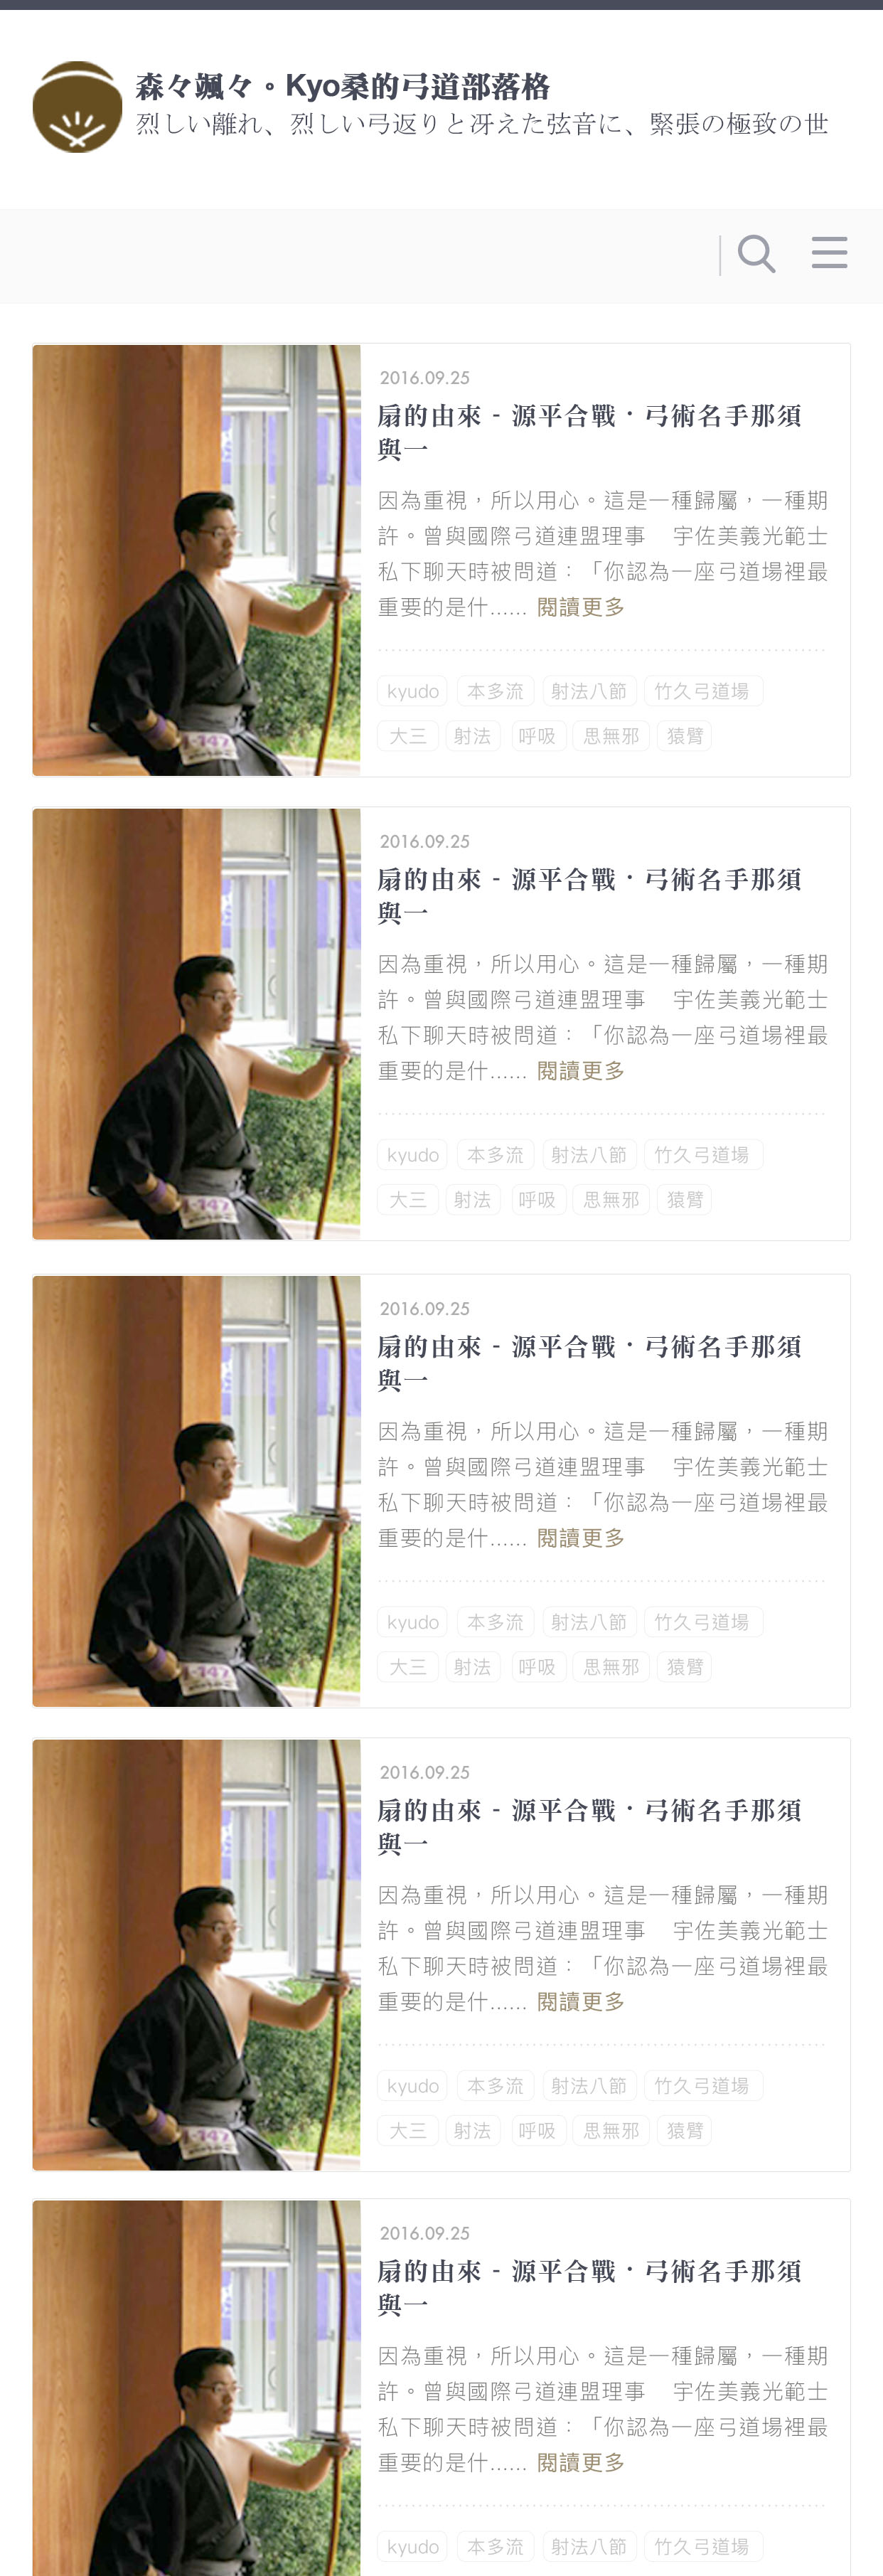 森々颯々。Kyo桑的弓道部落格
烈しい離れ、烈しい弓返りと冴えた弦音に、緊張の極致の世
2016.09.25
扇的由來 - 源平合戰・弓術名手那須
與一
因為重視，所以用心。這是一種歸屬，一種期
許。曾與國際弓道連盟理事　宇佐美義光範士
私下聊天時被問道：「你認為一座弓道場裡最
重要的是什...... 閱讀更多
kyudo 本多流 射法八節 竹久弓道場
大三 射法 呼吸 思無邪 猿臂
2016.09.25
扇的由來 - 源平合戰・弓術名手那須
與一
因為重視，所以用心。這是一種歸屬，一種期
許。曾與國際弓道連盟理事　宇佐美義光範士
私下聊天時被問道：「你認為一座弓道場裡最
重要的是什...... 閱讀更多
kyudo 本多流 射法八節 竹久弓道場
大三 射法 呼吸 思無邪 猿臂
2016.09.25
扇的由來 - 源平合戰・弓術名手那須
與一
因為重視，所以用心。這是一種歸屬，一種期
許。曾與國際弓道連盟理事　宇佐美義光範士
私下聊天時被問道：「你認為一座弓道場裡最
重要的是什...... 閱讀更多
kyudo 本多流 射法八節 竹久弓道場
大三 射法 呼吸 思無邪 猿臂
2016.09.25
扇的由來 - 源平合戰・弓術名手那須
與一
因為重視，所以用心。這是一種歸屬，一種期
許。曾與國際弓道連盟理事　宇佐美義光範士
私下聊天時被問道：「你認為一座弓道場裡最
重要的是什...... 閱讀更多
kyudo 本多流 射法八節 竹久弓道場
大三 射法 呼吸 思無邪 猿臂
2016.09.25
扇的由來 - 源平合戰・弓術名手那須
與一
因為重視，所以用心。這是一種歸屬，一種期
許。曾與國際弓道連盟理事　宇佐美義光範士
私下聊天時被問道：「你認為一座弓道場裡最
重要的是什...... 閱讀更多
kyudo 本多流 射法八節 竹久弓道場